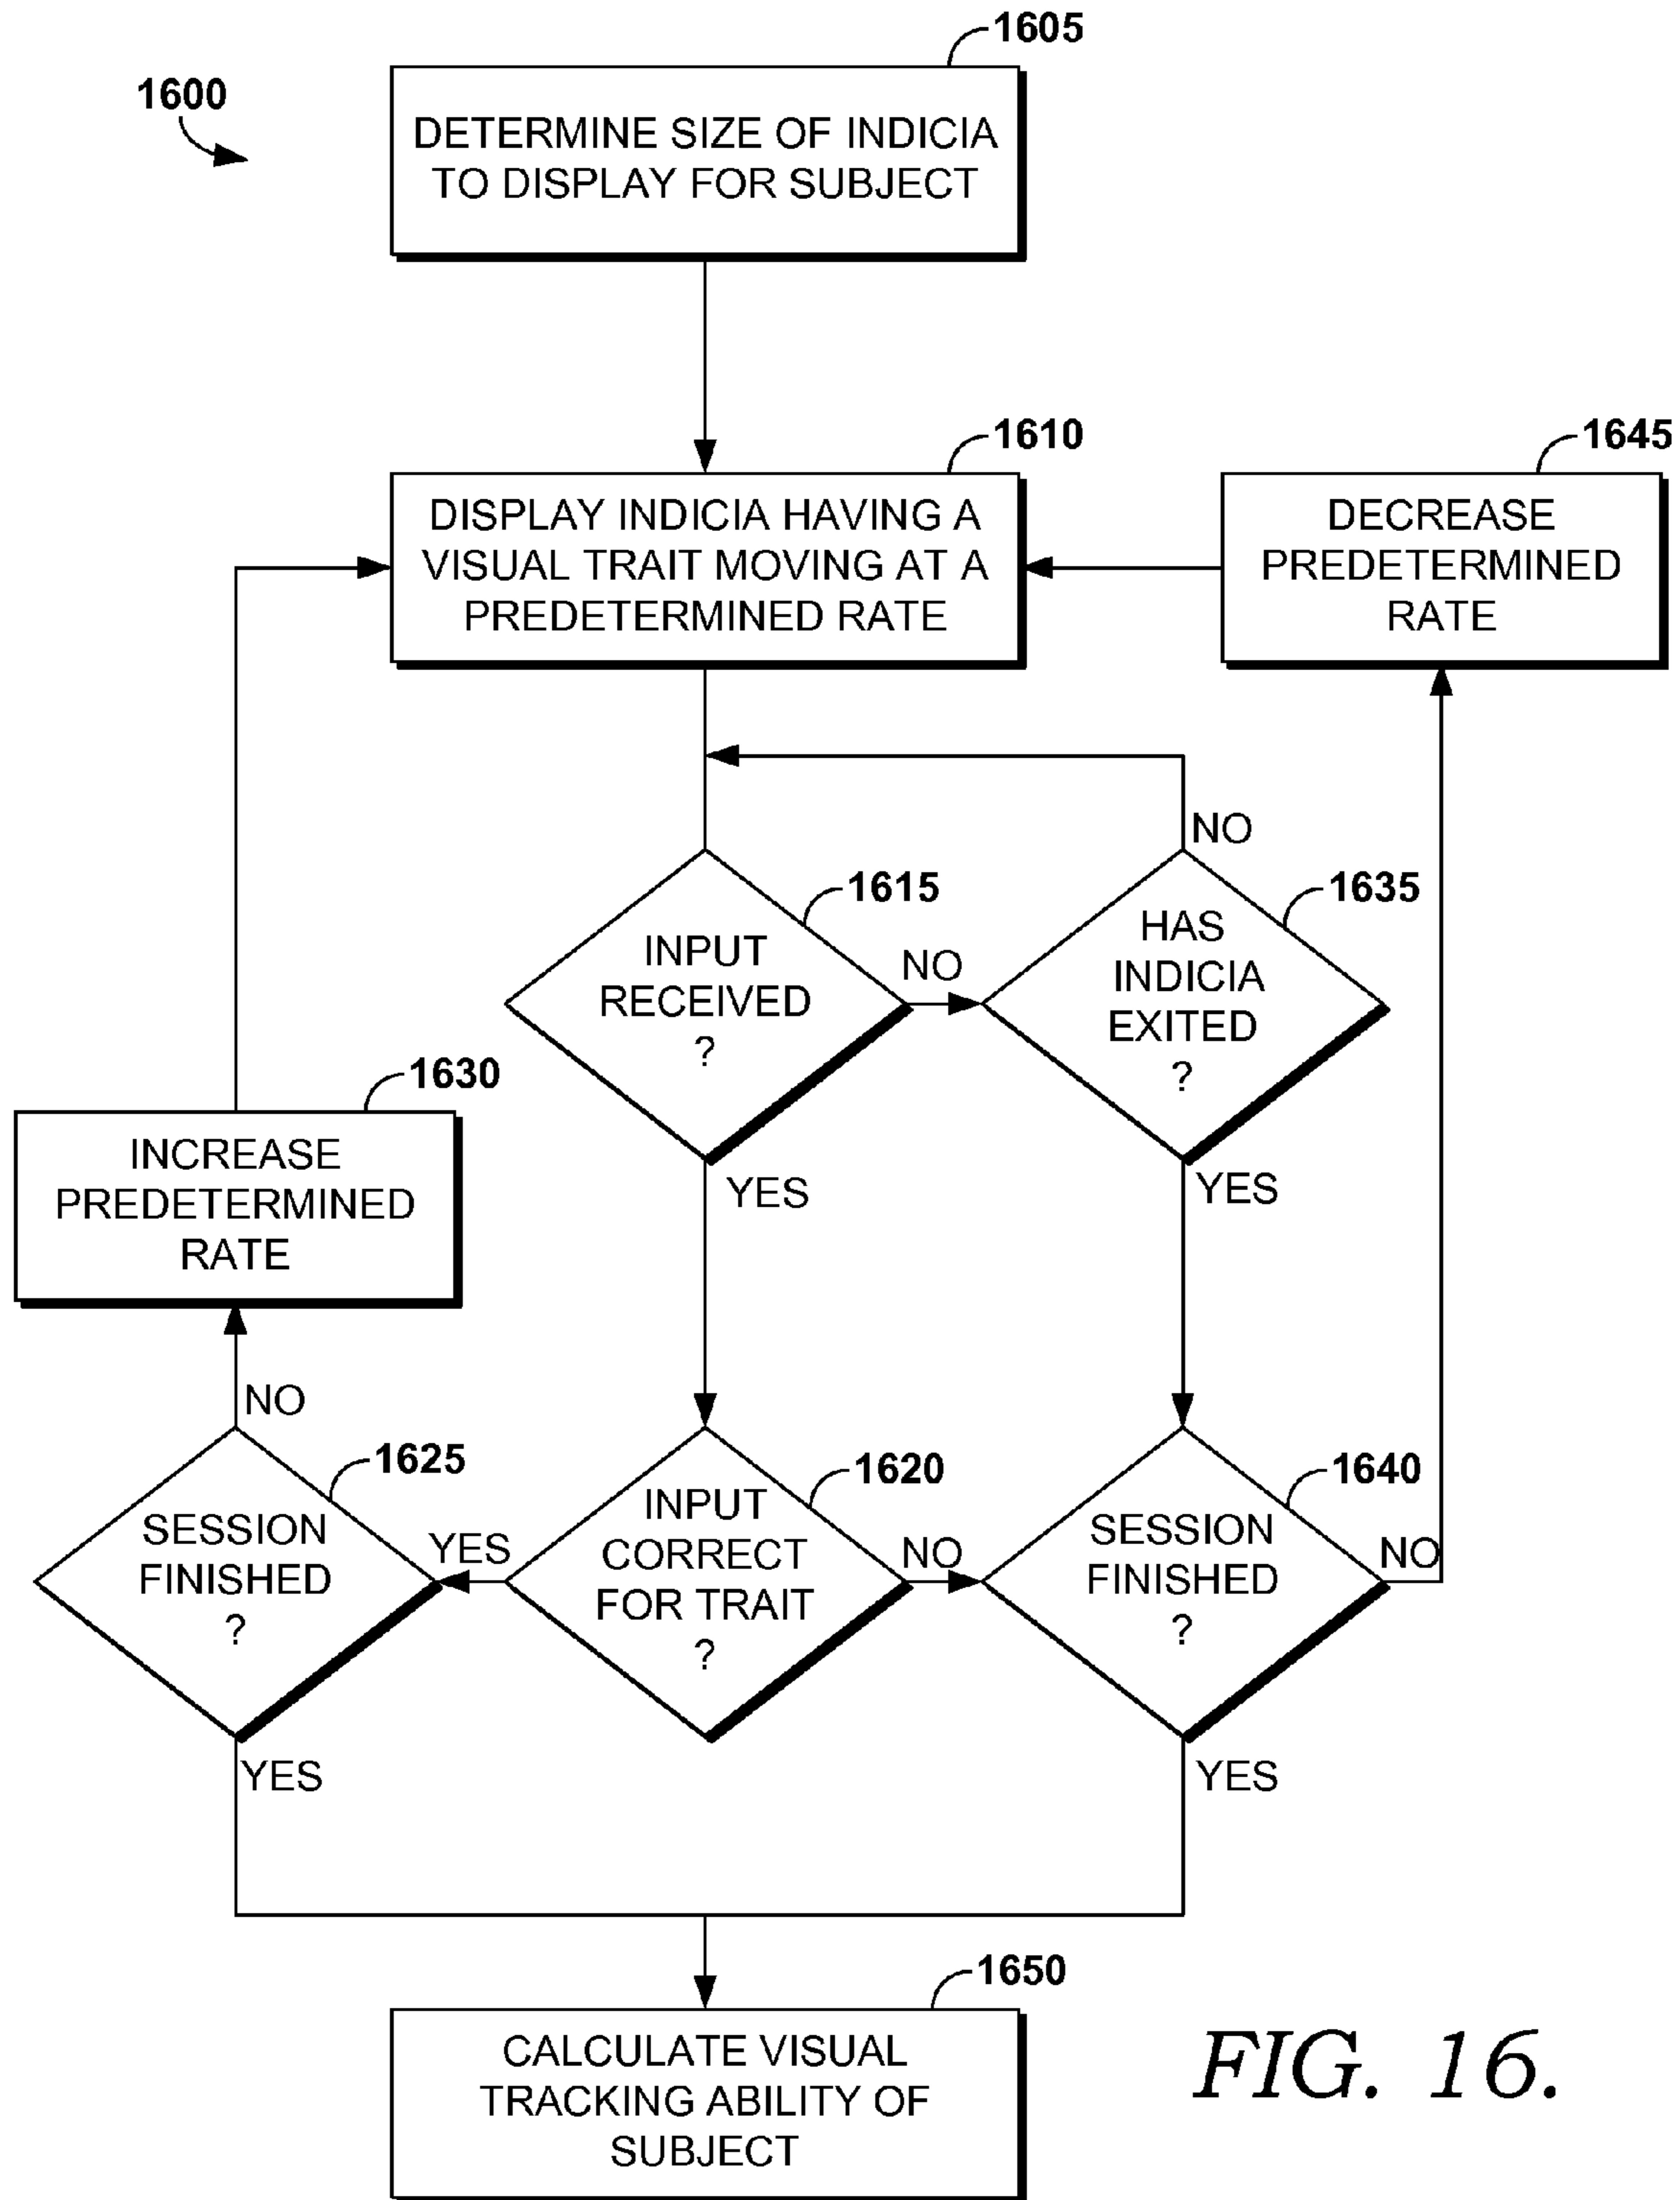 1605
1600
DETERMINE SIZE OF INDICIA
TO DISPLAY FOR SUBJECT
1610
1645
DISPLAY INDICIA HAVING A
VISUAL TRAIT MOVING AT A
PREDETERMINED RATE
DECREASE
PREDETERMINED
RATE
NO
1615
1635
INPUT
RECEIVED
?
NO
HAS
INDICIA
EXITED
?
1630
YES
YES
INCREASE
PREDETERMINED
RATE
NO
1625
1620
1640
SESSION
FINISHED
?
YES
INPUT
CORRECT
FOR TRAIT
?
NO
SESSION
FINISHED
?
NO
YES
YES
1650
CALCULATE VISUAL
TRACKING ABILITY OF
SUBJECT
FIG. 16.